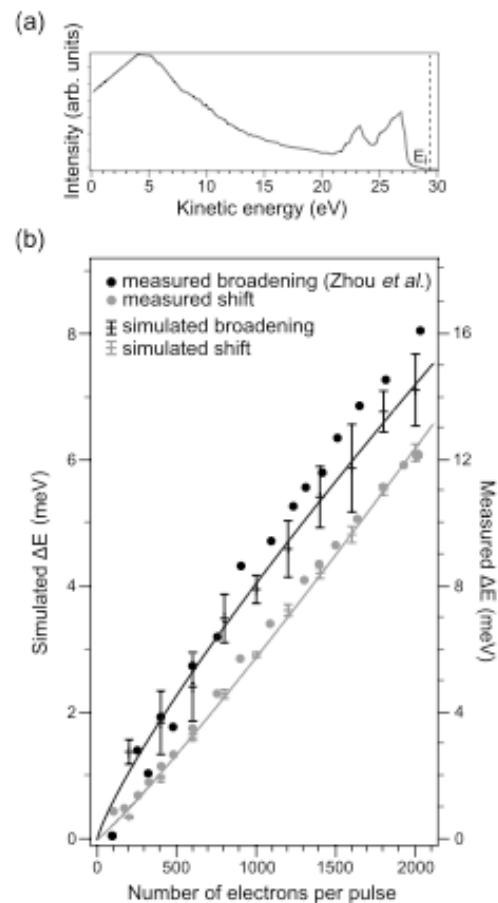 (a)
Intensity (arb. units)
E
0 5 10 15 20 25 30
Kinetic energy (eV)
(b)
measured broadening (Zhou et al.)
measured shift
simulated broadening
simulated shift
8
6
4
2
0
Simulated ΔE (meV)
16
12
8
4
0
Measured ΔE (meV)
0 500 1000 1500 2000
Number of electrons per pulse